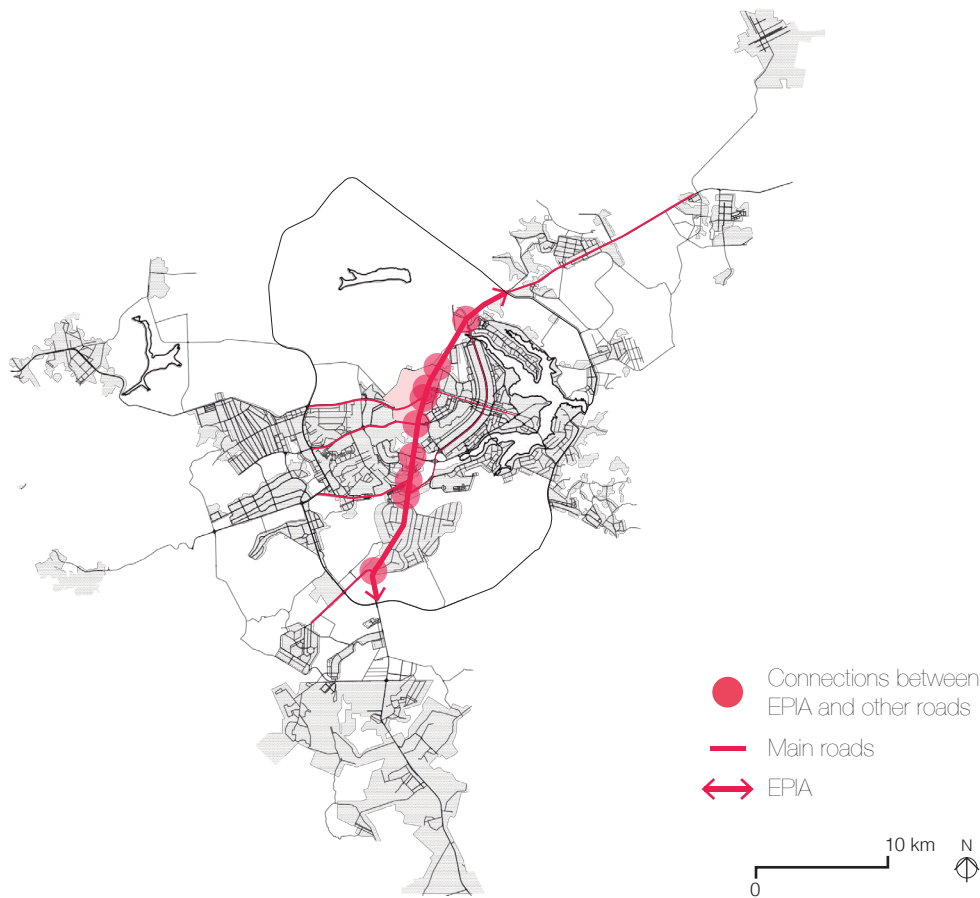 Connections between
EPIA and other roads
Main roads
EPIA
10 km
N
0